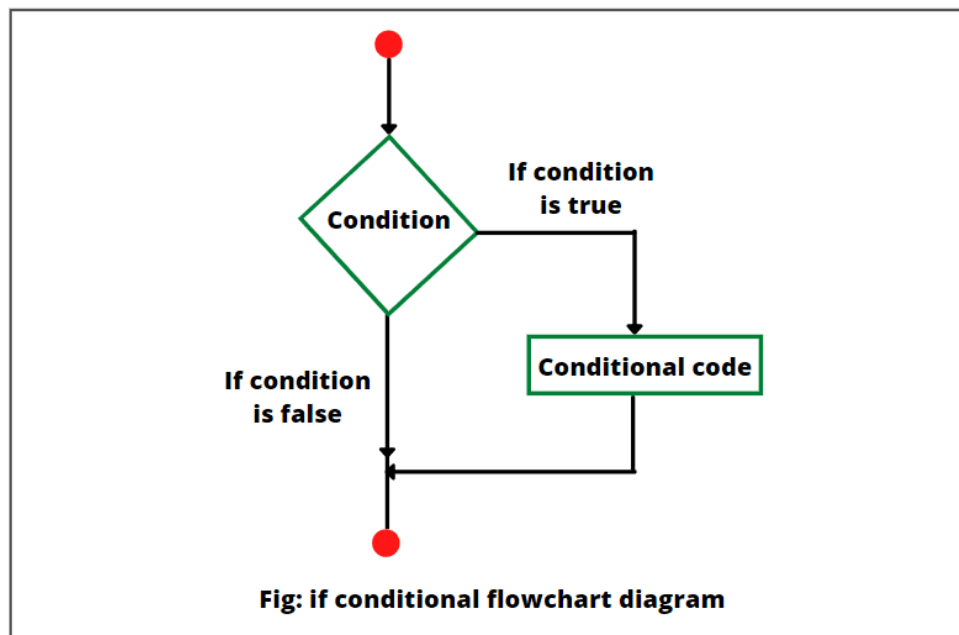 If condition
is true
Condition
Conditional code
If condition
is false
Fig: if conditional flowchart diagram